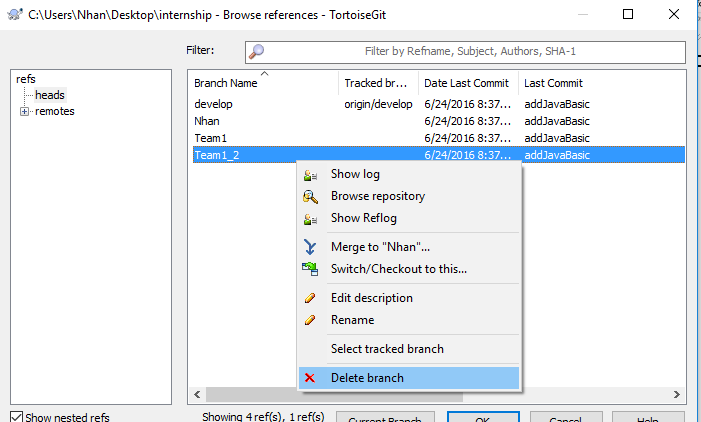 C:\Users\Nhan\Desktop\internship - Browse references - TortoiseGit
Filter:
Filter by Refname, Subject, Authors, SHA-1
refs
heads
remotes
Branch Name Tracked br... Date Last Commit Last Commit
develop origin/develop 6/24/2016 8:37... addJavaBasic
Nhan 6/24/2016 8:37... addJavaBasic
Team1 6/24/2016 8:37... addJavaBasic
Team1_2 6/24/2016 8:37... addJavaBasic
Show log
Browse repository
Show Reflog
Merge to "Nhan"...
Switch/Checkout to this...
Edit description
Rename
Select tracked branch
Delete branch
Show nested refs
Showing 4 ref(s), 1 ref(s)
Current Branch
OK
Cancel
Help